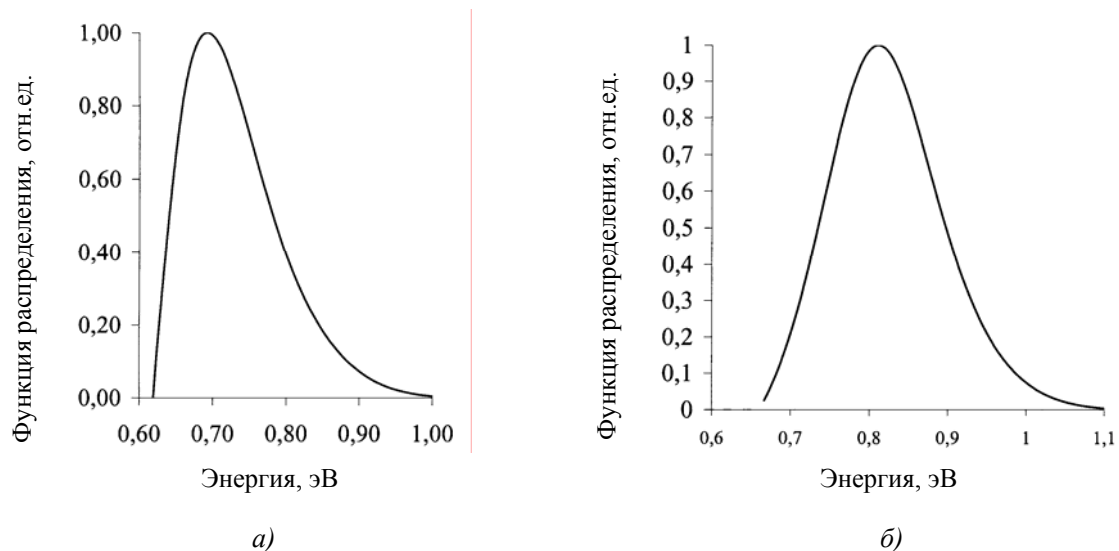 Функция распределения, отн.ед.
1,00
0,80
0,60
0,40
0,20
0,00
0,60 0,70 0,80 0,90 1,00
Энергия, эВ
а)
Функция распределения, отн.ед.
1
0,9
0,8
0,7
0,6
0,5
0,4
0,3
0,2
0,1
0
0,6 0,7 0,8 0,9 1 1,1
Энергия, эВ
б)